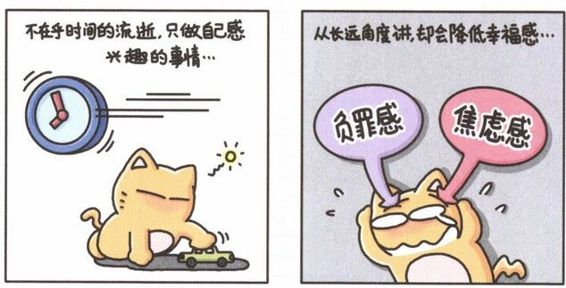 不在乎时间的流逝,只做自己感
兴趣的事情…
从长远角度讲,却会降低幸福感…
负罪感
焦虑感